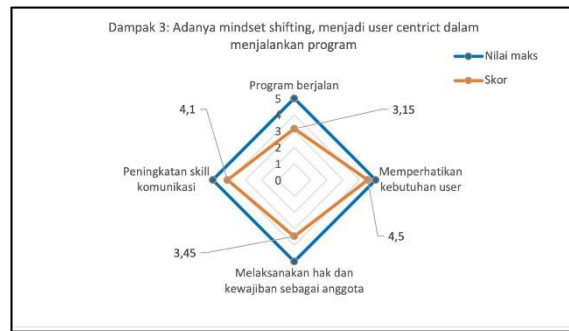 Dampak 3: Adanya mindset shifting, menjadi user centrict dalam
menjalankan program
Nilai maks
Skor
Program berjalan
5
4
3
2
1
0
4,1
3,15
Peningkatan skill
komunikasi
Memperhatikan
kebutuhan user
3,45
4,5
Melaksanakan hak dan
kewajiban sebagai anggota